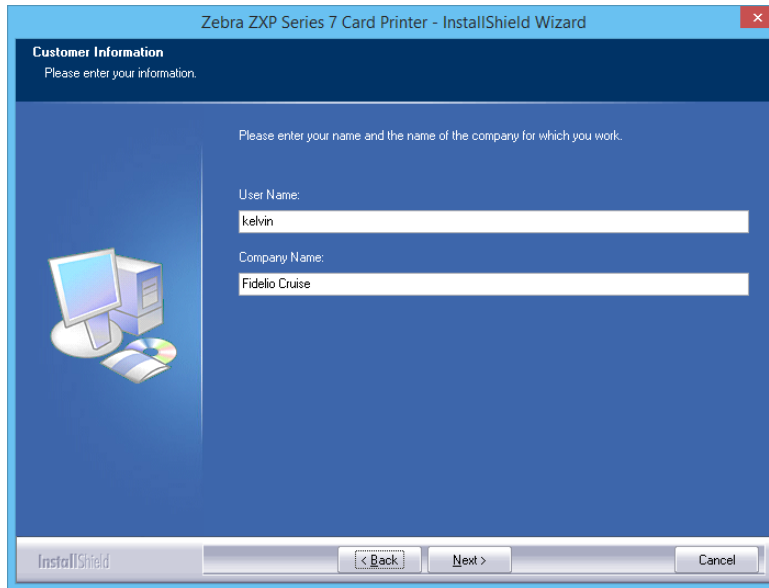 Zebra ZXP Series 7 Card Printer - InstallShield Wizard
Customer Information
Please enter your information.
Please enter your name and the name of the company for which you work.
User Name:
kelvin
Company Name:
Fidelio Cruise
InstallShield
< Back
Next >
Cancel